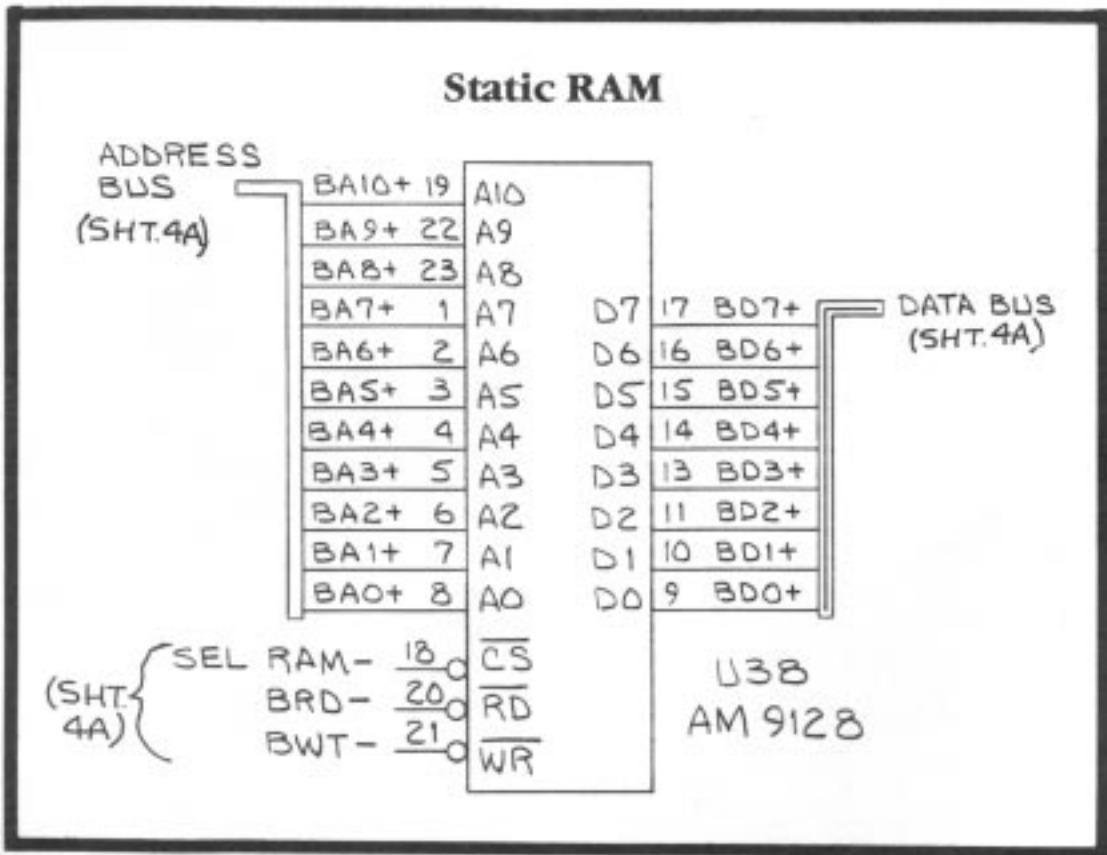 Static RAM
ADDRESS
BUS
(SHT.4A)
BA10+ 19 A10
BA9+ 22 A9
BA8+ 23 A8
BA7+ 1 A7 D7 17 BD7+
BA6+ 2 A6 D6 16 BD6+
BA5+ 3 A5 D5 15 BD5+
BA4+ 4 A4 D4 14 BD4+
BA3+ 5 A3 D3 13 BD3+
BA2+ 6 A2 D2 11 BD2+
BA1+ 7 A1 D1 10 BD1+
BA0+ 8 A0 D0 9 BD0+
DATA BUS
(SHT.4A)
(SHT.
4A)
SEL RAM- 18 CS
BRD- 20 RD
BWT- 21 WR
U38
AM 9128